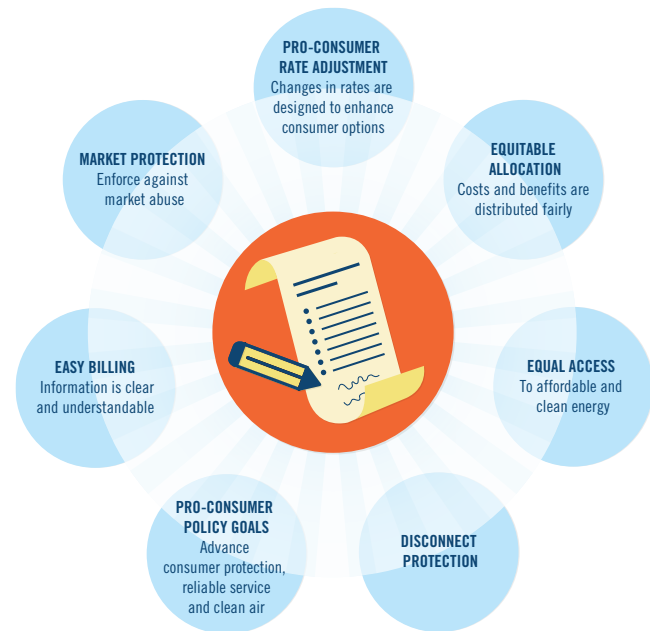 PRO-CONSUMER
RATE ADJUSTMENT
Changes in rates are
designed to enhance
consumer options
EQUITABLE
ALLOCATION
Costs and benefits are
distributed fairly
EQUAL ACCESS
To affordable and
clean energy
DISCONNECT
PROTECTION
PRO-CONSUMER
POLICY GOALS
Advance
consumer protection,
reliable service
and clean air
EASY BILLING
Information is clear
and understandable
MARKET PROTECTION
Enforce against
market abuse